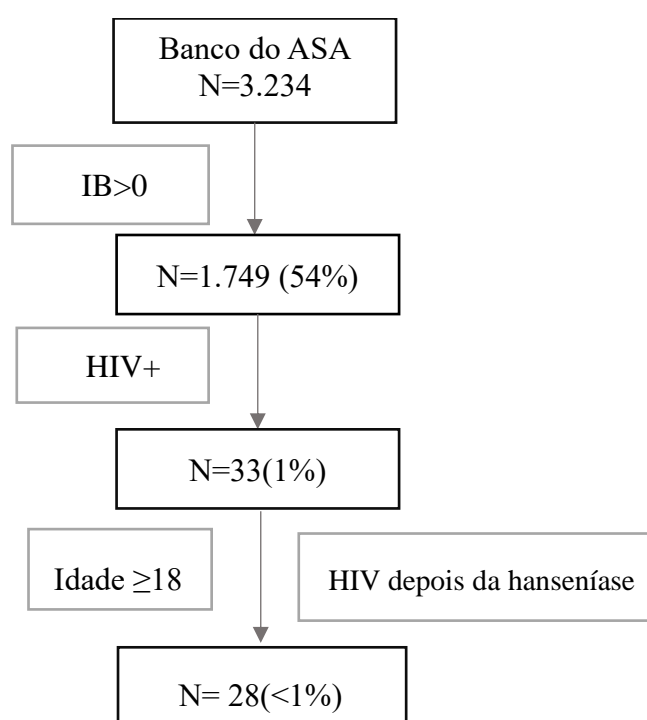 Banco do ASA
N=3.234
IB>0
N=1.749 (54%)
HIV+
N=33(1%)
Idade ≥18
HIV depois da hanseníase
N= 28(<1%)